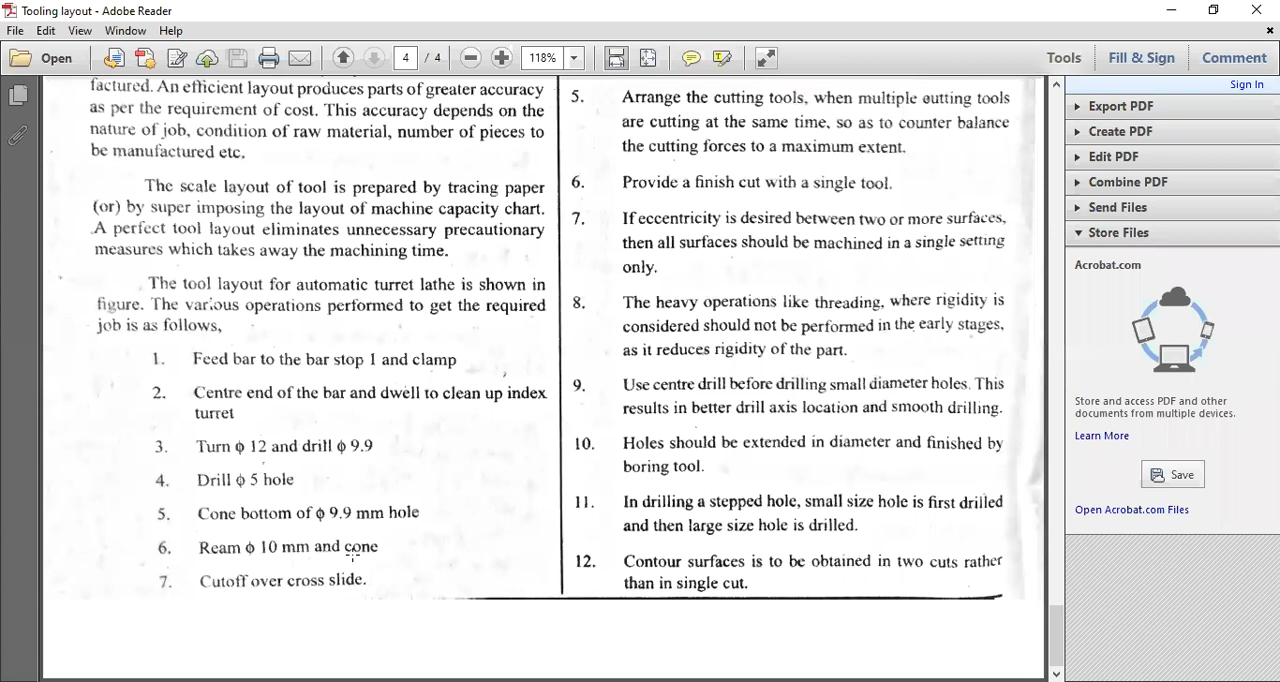 Tooling layout - Adobe Reader
File Edit View Window Help
Open 4 / 4 118% Tools Fill & Sign Comment
factured. An efficient layout produces parts of greater accuracy
as per the requirement of cost. This accuracy depends on the
nature of job, condition of raw material, number of pieces to
be manufactured etc.
The scale layout of tool is prepared by tracing paper
(or) by super imposing the layout of machine capacity chart.
A perfect tool layout eliminates unnecessary precautionary
measures which takes away the machining time.
The tool layout for automatic turret lathe is shown in
figure. The various operations performed to get the required
job is as follows,
1. Feed bar to the bar stop 1 and clamp
2. Centre end of the bar and dwell to clean up index
turret
3. Turn ϕ 12 and drill ϕ 9.9
4. Drill ϕ 5 hole
5. Cone bottom of ϕ 9.9 mm hole
6. Ream ϕ 10 mm and cone
7. Cutoff over cross slide.
5. Arrange the cutting tools, when multiple cutting tools
are cutting at the same time, so as to counter balance
the cutting forces to a maximum extent.
6. Provide a finish cut with a single tool.
7. If eccentricity is desired between two or more surfaces,
then all surfaces should be machined in a single setting
only.
8. The heavy operations like threading, where rigidity is
considered should not be performed in the early stages,
as it reduces rigidity of the part.
9. Use centre drill before drilling small diameter holes. This
results in better drill axis location and smooth drilling.
10. Holes should be extended in diameter and finished by
boring tool.
11. In drilling a stepped hole, small size hole is first drilled
and then large size hole is drilled.
12. Contour surfaces is to be obtained in two cuts rather
than in single cut.
Sign In
Export PDF
Create PDF
Edit PDF
Combine PDF
Send Files
Store Files
Acrobat.com
Store and access PDF and other
documents from multiple devices.
Learn More
Save
Open Acrobat.com Files